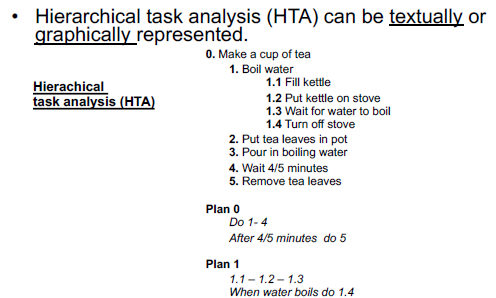 • Hierarchical task analysis (HTA) can be textually or
graphically represented.
0. Make a cup of tea
1. Boil water
Hierachical
task analysis (HTA)
1.1 Fill kettle
1.2 Put kettle on stove
1.3 Wait for water to boil
1.4 Turn off stove
2. Put tea leaves in pot
3. Pour in boiling water
4. Wait 4/5 minutes
5. Remove tea leaves
Plan 0
Do 1- 4
After 4/5 minutes do 5
Plan 1
1.1 – 1.2 – 1.3
When water boils do 1.4